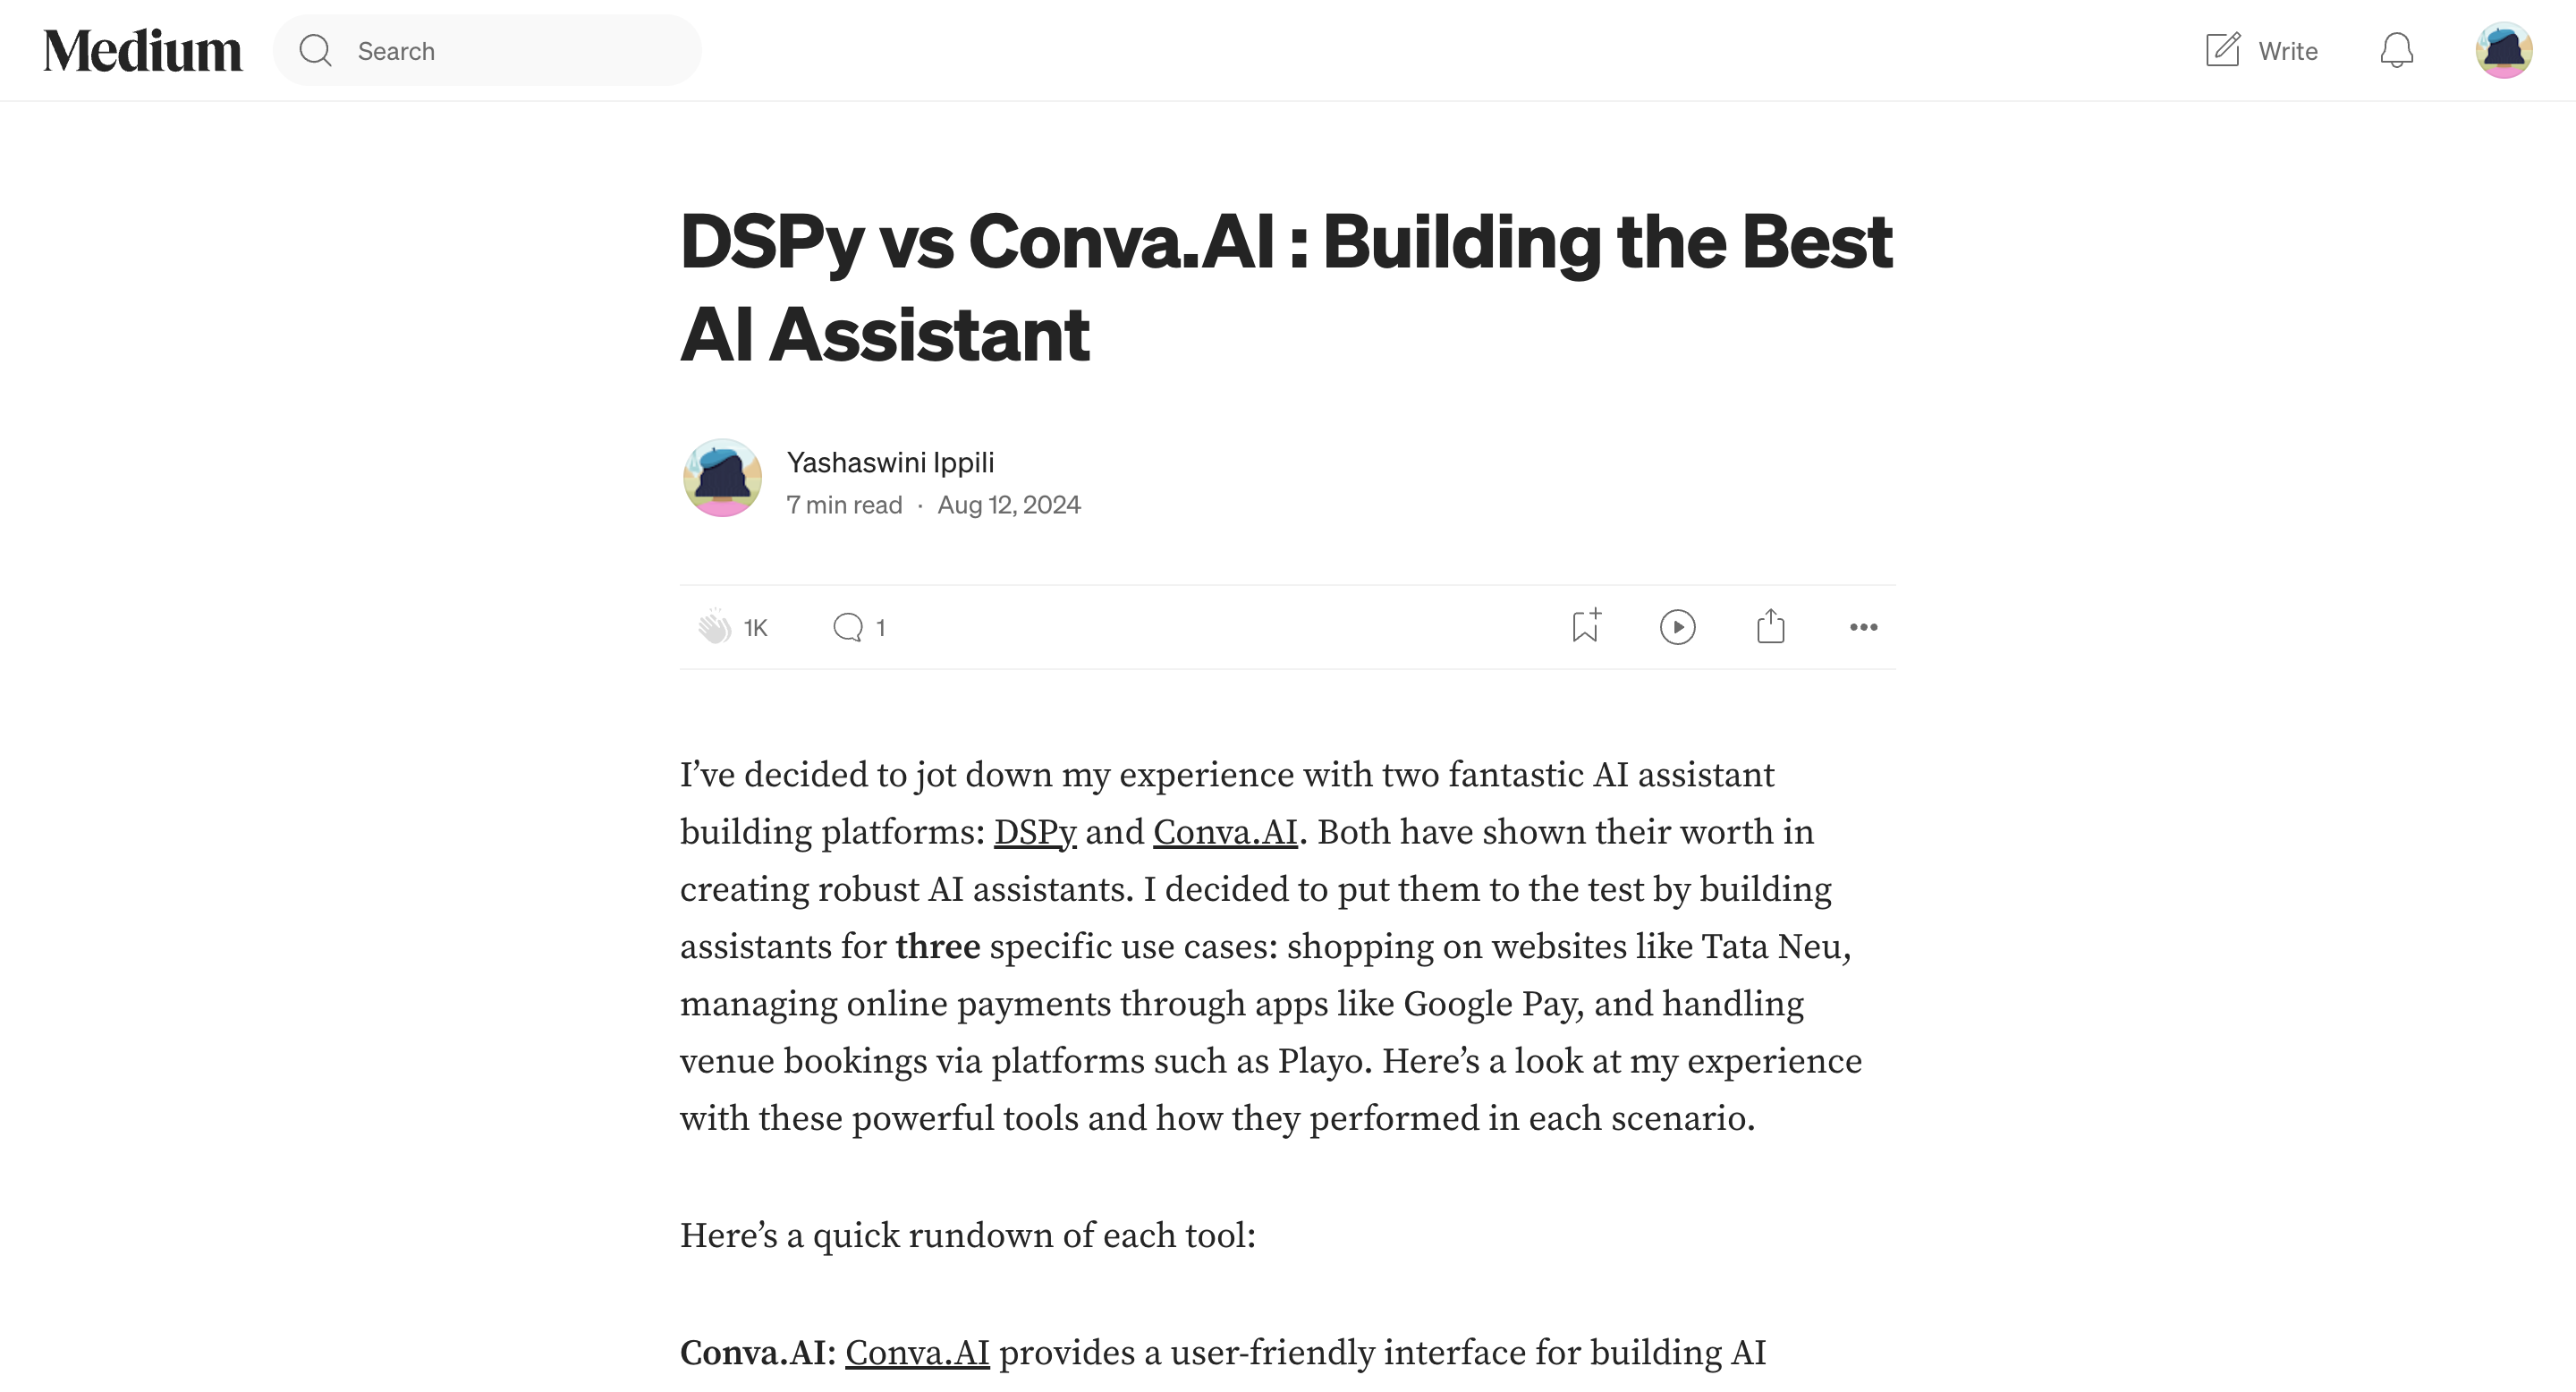 Medium
Search
Write
DSPy vs Conva.AI : Building the Best
AI Assistant
Yashaswini Ippili
7 min read · Aug 12, 2024
1K
1
I’ve decided to jot down my experience with two fantastic AI assistant
building platforms: DSPy and Conva.AI. Both have shown their worth in
creating robust AI assistants. I decided to put them to the test by building
assistants for three specific use cases: shopping on websites like Tata Neu,
managing online payments through apps like Google Pay, and handling
venue bookings via platforms such as Playo. Here’s a look at my experience
with these powerful tools and how they performed in each scenario.
Here’s a quick rundown of each tool:
Conva.AI: Conva.AI provides a user-friendly interface for building AI